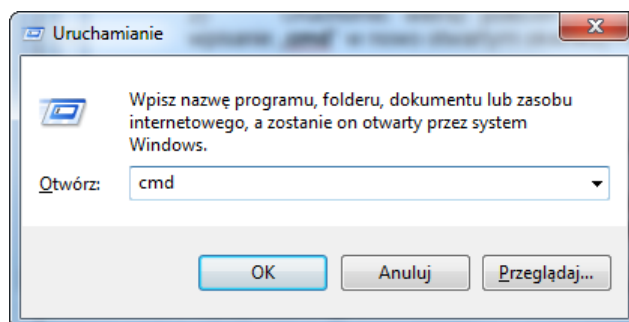 Uruchamianie
Wpisz nazwę programu, folderu, dokumentu lub zasobu
internetowego, a zostanie on otwarty przez system
Windows.
Otwórz: cmd
OK Anuluj Przeglądaj...